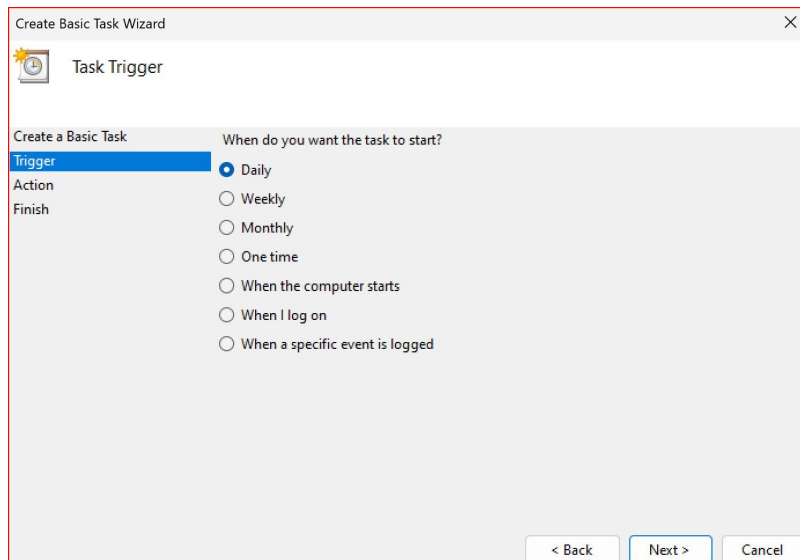 Create Basic Task Wizard
Task Trigger
Create a Basic Task
Trigger
Action
Finish
When do you want the task to start?
Daily
Weekly
Monthly
One time
When the computer starts
When I log on
When a specific event is logged
< Back
Next >
Cancel